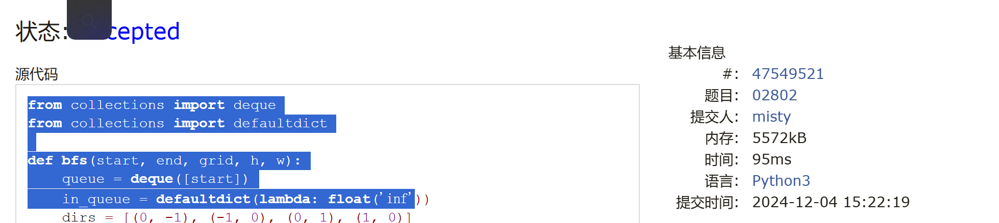 状态: cepted
源代码
from collections import deque
from collections import defaultdict
def bfs(start, end, grid, h, w):
queue = deque([start])
in_queue = defaultdict(lambda: float('inf'))
dirs = [(0, -1), (-1, 0), (0, 1), (1, 0)]
基本信息
#: 47549521
题目: 02802
提交人: misty
内存: 5572kB
时间: 95ms
语言: Python3
提交时间: 2024-12-04 15:22:19